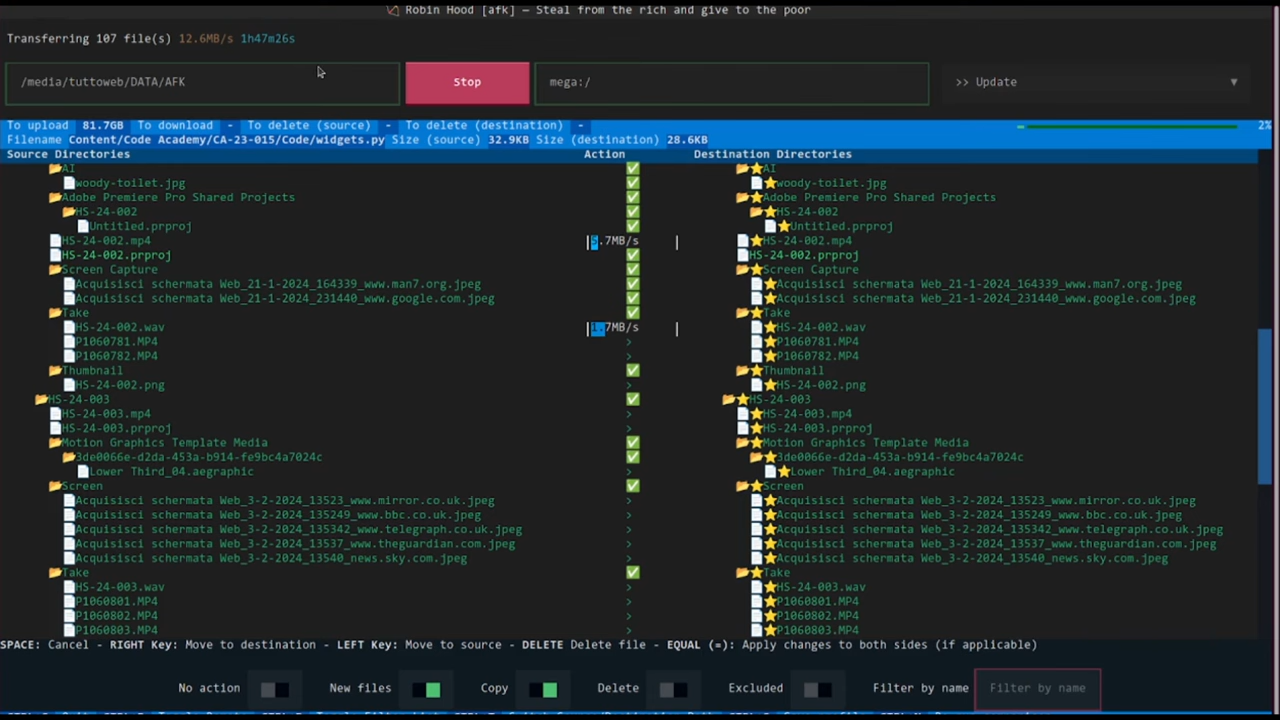 Robin Hood [afk] — Steal from the rich and give to the poor
Transferring 107 file(s) 12.6MB/s 1h47m26s
/media/tuttoweb/DATA/AFK Stop mega:/ >> Update ▼
To upload 81.7GB To download - To delete (source) - To delete (destination) - 2%
Filename Content/Code Academy/CA-23-015/Code/widgets.py Size (source) 32.9KB Size (destination) 28.6KB
Source Directories Action Destination Directories
AI ✅ ⭐AI
woody-toilet.jpg ✅ ⭐woody-toilet.jpg
Adobe Premiere Pro Shared Projects ✅ ⭐Adobe Premiere Pro Shared Projects
HS-24-002 ✅ ⭐HS-24-002
Untitled.prproj ✅ ⭐Untitled.prproj
HS-24-002.mp4 |5.7MB/s | ⭐HS-24-002.mp4
HS-24-002.prproj ✅ HS-24-002.prproj
Screen Capture ✅ ⭐Screen Capture
Acquisisci schermata Web_21-1-2024_164339_www.man7.org.jpeg ✅ ⭐Acquisisci schermata Web_21-1-2024_164339_www.man7.org.jpeg
Acquisisci schermata Web_21-1-2024_231440_www.google.com.jpeg ✅ ⭐Acquisisci schermata Web_21-1-2024_231440_www.google.com.jpeg
Take ✅ ⭐Take
HS-24-002.wav |1.7MB/s | ⭐HS-24-002.wav
P1060781.MP4 > ⭐P1060781.MP4
P1060782.MP4 > ⭐P1060782.MP4
Thumbnail ✅ ⭐Thumbnail
HS-24-002.png > ⭐HS-24-002.png
HS-24-003 ✅ ⭐HS-24-003
HS-24-003.mp4 > ⭐HS-24-003.mp4
HS-24-003.prproj > ⭐HS-24-003.prproj
Motion Graphics Template Media ✅ ⭐Motion Graphics Template Media
3de0066e-d2da-453a-b914-fe9bc4a7024c ✅ ⭐3de0066e-d2da-453a-b914-fe9bc4a7024c
Lower Third_04.aegraphic > ⭐Lower Third_04.aegraphic
Screen ✅ ⭐Screen
Acquisisci schermata Web_3-2-2024_13523_www.mirror.co.uk.jpeg > ⭐Acquisisci schermata Web_3-2-2024_13523_www.mirror.co.uk.jpeg
Acquisisci schermata Web_3-2-2024_135249_www.bbc.co.uk.jpeg > ⭐Acquisisci schermata Web_3-2-2024_135249_www.bbc.co.uk.jpeg
Acquisisci schermata Web_3-2-2024_135342_www.telegraph.co.uk.jpeg > ⭐Acquisisci schermata Web_3-2-2024_135342_www.telegraph.co.uk.jpeg
Acquisisci schermata Web_3-2-2024_13537_www.theguardian.com.jpeg > ⭐Acquisisci schermata Web_3-2-2024_13537_www.theguardian.com.jpeg
Acquisisci schermata Web_3-2-2024_13540_news.sky.com.jpeg > ⭐Acquisisci schermata Web_3-2-2024_13540_news.sky.com.jpeg
Take ✅ ⭐Take
HS-24-003.wav > ⭐HS-24-003.wav
P1060801.MP4 > ⭐P1060801.MP4
P1060802.MP4 > ⭐P1060802.MP4
P1060803.MP4 > ⭐P1060803.MP4
SPACE: Cancel - RIGHT Key: Move to destination - LEFT Key: Move to source - DELETE Delete file - EQUAL (=): Apply changes to both sides (if applicable)
No action New files Copy Delete Excluded Filter by name Filter by name